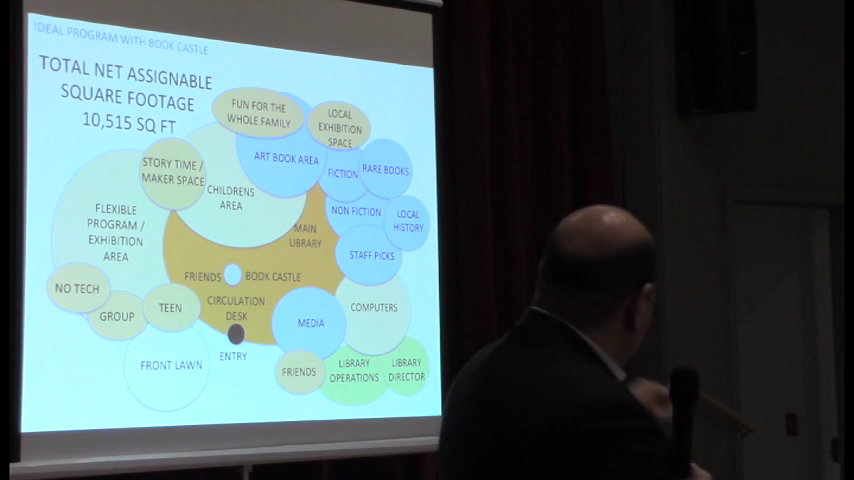 IDEAL PROGRAM WITH BOOK CASTLE
TOTAL NET ASSIGNABLE
SQUARE FOOTAGE
10,515 SQ FT
FUN FOR THE
WHOLE FAMILY
LOCAL
EXHIBITION
SPACE
ART BOOK AREA
FICTION
RARE BOOKS
STORY TIME /
MAKER SPACE
CHILDRENS
AREA
FLEXIBLE
PROGRAM /
EXHIBITION
AREA
NON FICTION
LOCAL
HISTORY
MAIN
LIBRARY
STAFF PICKS
FRIENDS
BOOK CASTLE
NO TECH
GROUP
TEEN
CIRCULATION
DESK
COMPUTERS
MEDIA
ENTRY
FRONT LAWN
FRIENDS
LIBRARY
OPERATIONS
LIBRARY
DIRECTOR